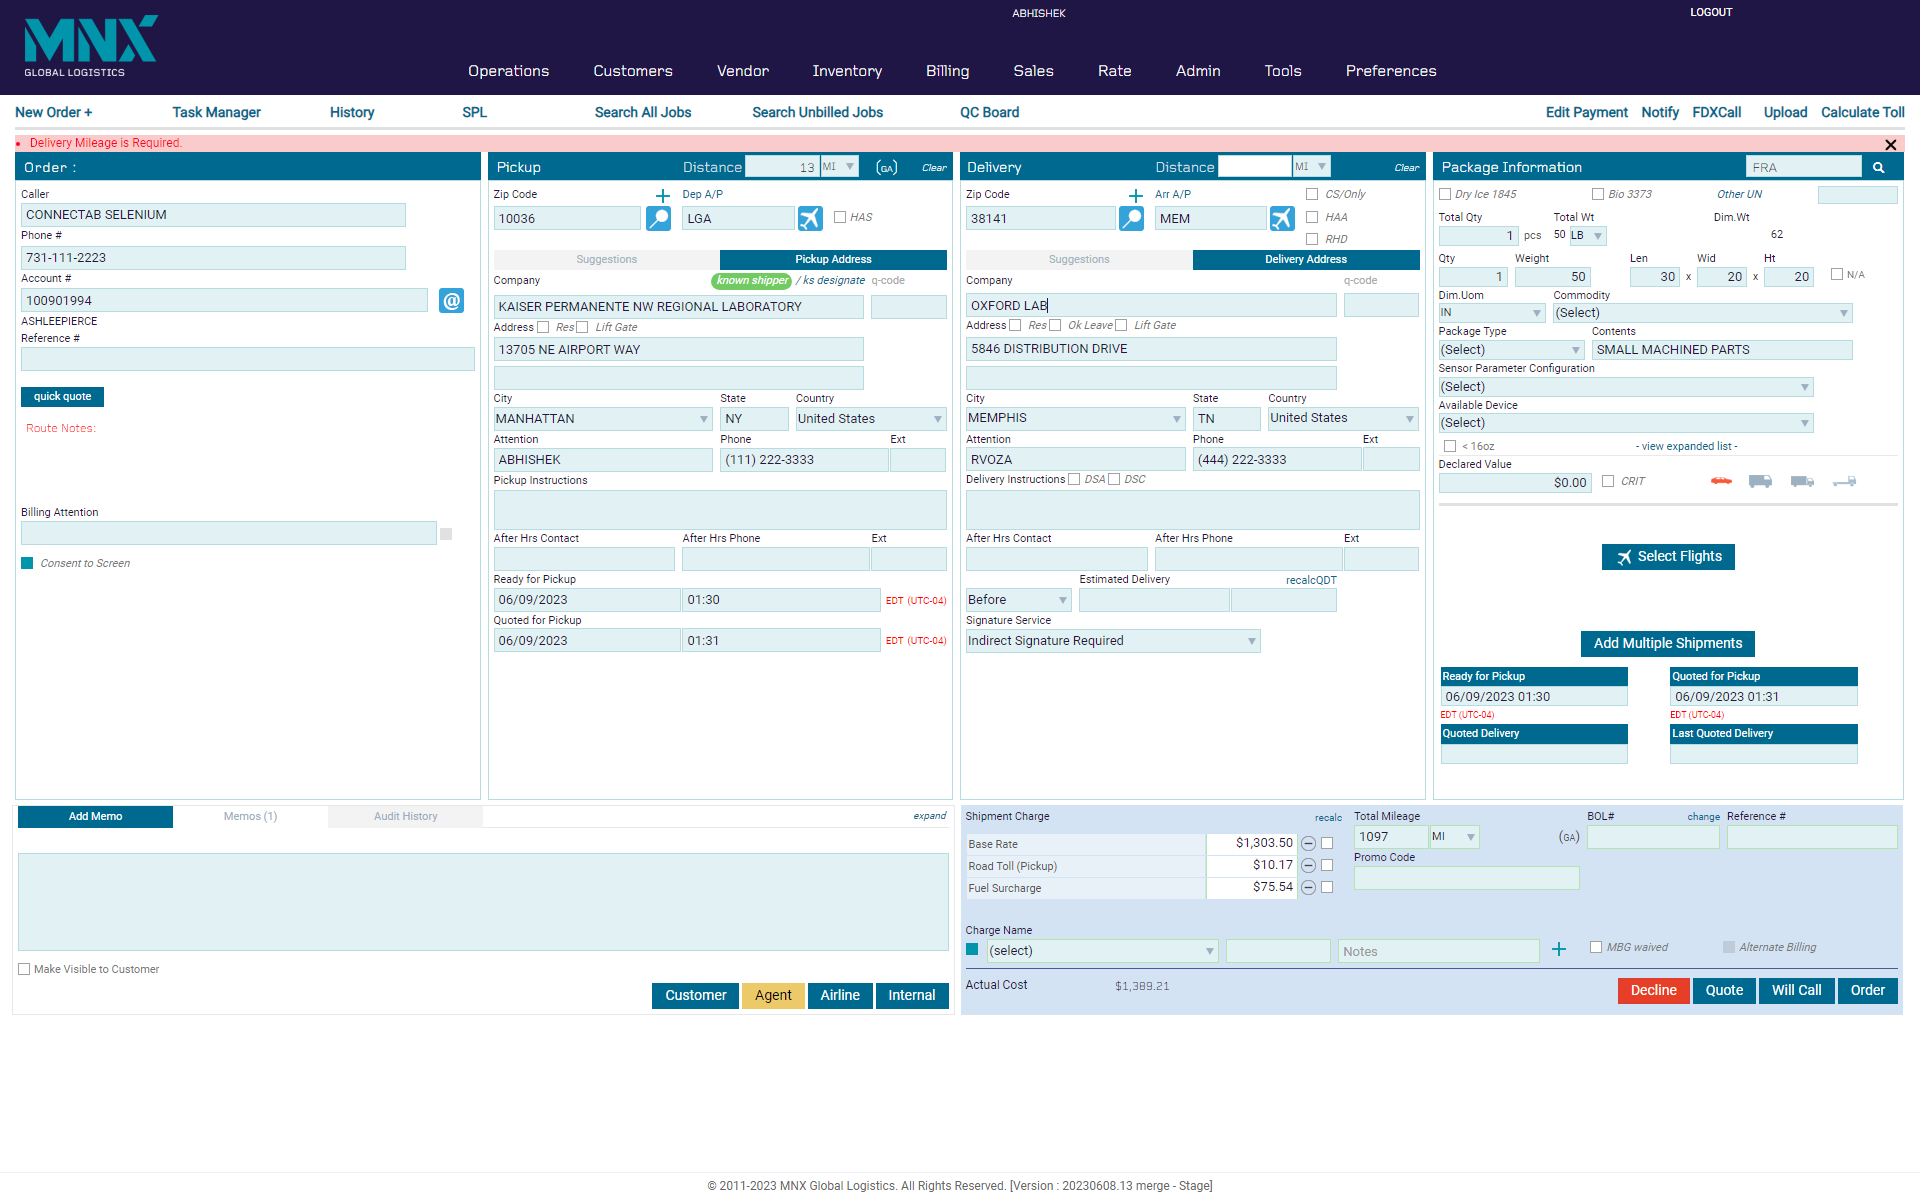 MNX
GLOBAL LOGISTICS
ABHISHEK
LOGOUT
Operations Customers Vendor Inventory Billing Sales Rate Admin Tools Preferences
New Order + Task Manager History SPL Search All Jobs Search Unbilled Jobs QC Board Edit Payment Notify FDXCall Upload Calculate Toll
Delivery Mileage is Required.
Order :
Caller
CONNECTAB SELENIUM
Phone #
731-111-2223
Account #
100901994 @
ASHLEEPIERCE
Reference #
quick quote
Route Notes:
Billing Attention
Consent to Screen
Pickup Distance 13 MI (GA) Clear
Zip Code Dep A/P
10036 LGA HAS
Suggestions Pickup Address
Company known shipper / ks designate q-code
KAISER PERMANENTE NW REGIONAL LABORATORY
Address Res Lift Gate
13705 NE AIRPORT WAY
City State Country
MANHATTAN NY United States
Attention Phone Ext
ABHISHEK (111) 222-3333
Pickup Instructions
After Hrs Contact After Hrs Phone Ext
Ready for Pickup
06/09/2023 01:30 EDT (UTC-04)
Quoted for Pickup
06/09/2023 01:31 EDT (UTC-04)
Delivery Distance MI Clear
Zip Code Arr A/P CS/Only
38141 MEM HAA
RHD
Suggestions Delivery Address
Company q-code
OXFORD LAB
Address Res Ok Leave Lift Gate
5846 DISTRIBUTION DRIVE
City State Country
MEMPHIS TN United States
Attention Phone Ext
RVOZA (444) 222-3333
Delivery Instructions DSA DSC
After Hrs Contact After Hrs Phone Ext
Estimated Delivery recalcQDT
Before
Signature Service
Indirect Signature Required
Package Information FRA
Dry Ice 1845 Bio 3373 Other UN
Total Qty Total Wt Dim.Wt
1 pcs 50 LB 62
Qty Weight Len Wid Ht
1 50 30 x 20 x 20 N/A
Dim.Uom Commodity
IN (Select)
Package Type Contents
(Select) SMALL MACHINED PARTS
Sensor Parameter Configuration
(Select)
Available Device
(Select)
< 16oz - view expanded list -
Declared Value
$0.00 CRIT
Select Flights
Add Multiple Shipments
Ready for Pickup Quoted for Pickup
06/09/2023 01:30 06/09/2023 01:31
EDT (UTC-04) EDT (UTC-04)
Quoted Delivery Last Quoted Delivery
Add Memo Memos (1) Audit History expand
Make Visible to Customer
Customer Agent Airline Internal
Shipment Charge recalc Total Mileage BOL# change Reference #
1097 MI (GA)
Base Rate $1,303.50
Promo Code
Road Toll (Pickup) $10.17
Fuel Surcharge $75.54
Charge Name
(select) Notes MBG waived Alternate Billing
Actual Cost $1,389.21
Decline Quote Will Call Order
© 2011-2023 MNX Global Logistics. All Rights Reserved. [Version : 20230608.13 merge - Stage]